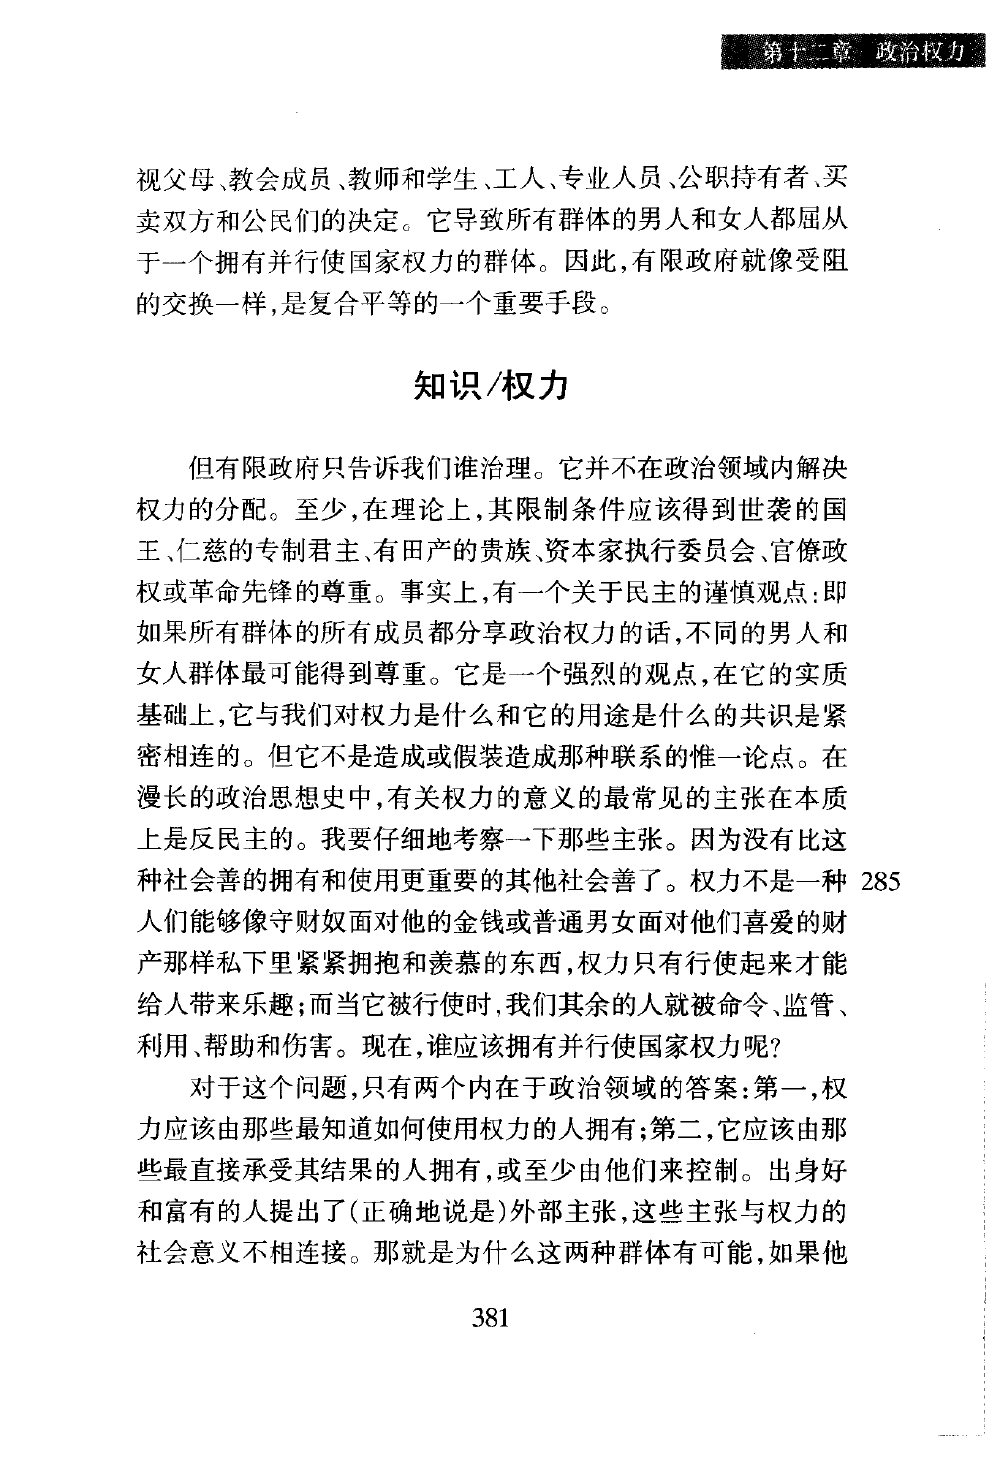 第十二章 政治权力
视父母、教会成员、教师和学生、工人、专业人员、公职持有者、买
卖双方和公民们的决定。它导致所有群体的男人和女人都屈从
于一个拥有并行使国家权力的群体。因此,有限政府就像受阻
的交换一样,是复合平等的一个重要手段。
知识/权力
但有限政府只告诉我们谁治理。它并不在政治领域内解决
权力的分配。至少,在理论上,其限制条件应该得到世袭的国
王、仁慈的专制君主、有田产的贵族、资本家执行委员会、官僚政
权或革命先锋的尊重。事实上,有一个关于民主的谨慎观点:即
如果所有群体的所有成员都分享政治权力的话,不同的男人和
女人群体最可能得到尊重。它是一个强烈的观点,在它的实质
基础上,它与我们对权力是什么和它的用途是什么的共识是紧
密相连的。但它不是造成或假装造成那种联系的惟一论点。在
漫长的政治思想史中,有关权力的意义的最常见的主张在本质
上是反民主的。我要仔细地考察一下那些主张。因为没有比这
种社会善的拥有和使用更重要的其他社会善了。权力不是一种 285
人们能够像守财奴面对他的金钱或普通男女面对他们喜爱的财
产那样私下里紧紧拥抱和羡慕的东西,权力只有行使起来才能
给人带来乐趣;而当它被行使时,我们其余的人就被命令、监管、
利用、帮助和伤害。现在,谁应该拥有并行使国家权力呢?
对于这个问题,只有两个内在于政治领域的答案:第一,权
力应该由那些最知道如何使用权力的人拥有;第二,它应该由那
些最直接承受其结果的人拥有,或至少由他们来控制。出身好
和富有的人提出了(正确地说是)外部主张,这些主张与权力的
社会意义不相连接。那就是为什么这两种群体有可能,如果他
381